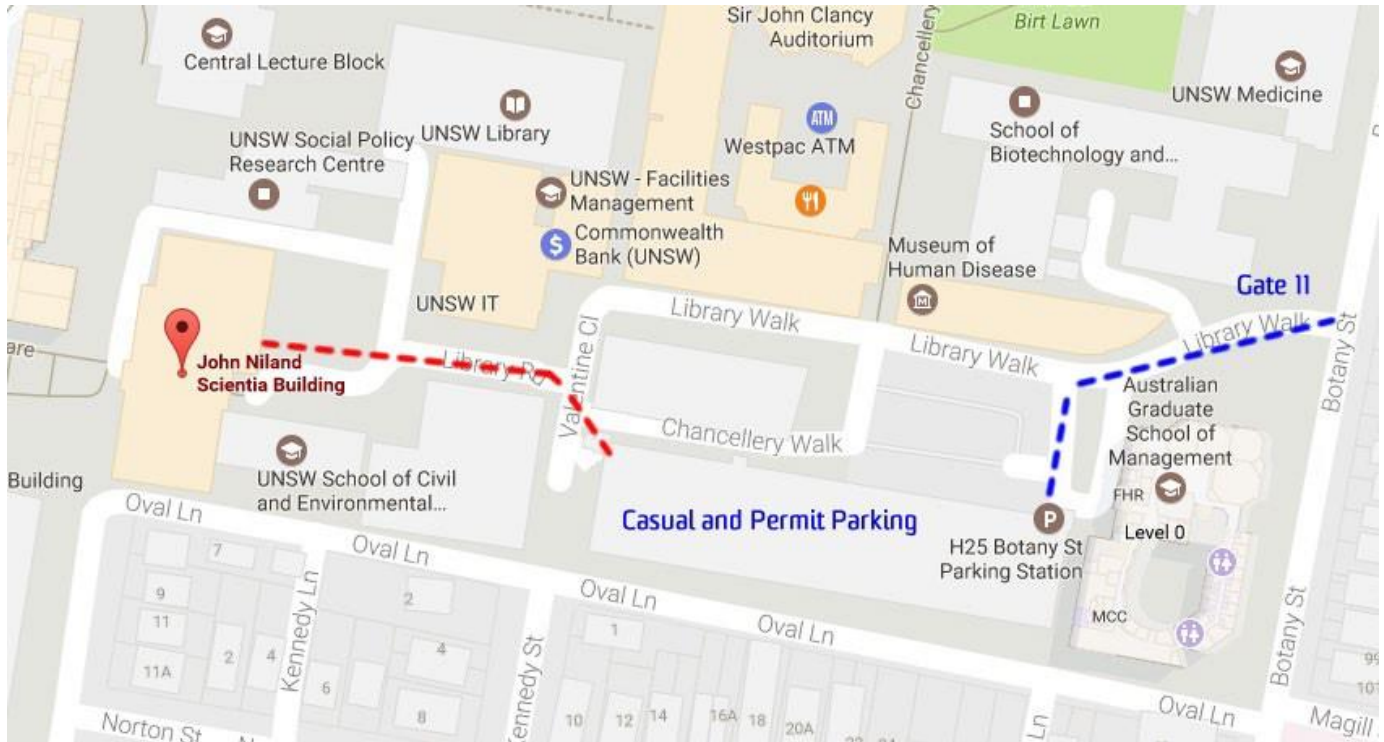 Sir John Clancy
Auditorium
Birt Lawn
Central Lecture Block
Chancellery
UNSW Medicine
UNSW Library
ATM
Westpac ATM
School of
Biotechnology and...
UNSW Social Policy
Research Centre
UNSW - Facilities
Management
$
Commonwealth
Bank (UNSW)
Museum of
Human Disease
M
Gate 11
UNSW IT
Library Walk
Library Walk
Library Walk
Botany St
John Niland
Scientia Building
Library Rd
Valentine Cl
Australian
Graduate
School of
Management
Chancellery Walk
Building
UNSW School of Civil
and Environmental...
Casual and Permit Parking
P
H25 Botany St
Parking Station
FHR
Level 0
MCC
Oval Ln
Oval Ln
Oval Ln
Oval Ln
Oval Ln
Kennedy Ln
Kennedy St
Botany St
7
9
11
11A
2
4
6
2
4
8
1
10
12
14
16A
18
20A
Ln
Norton St
Magill
99
101